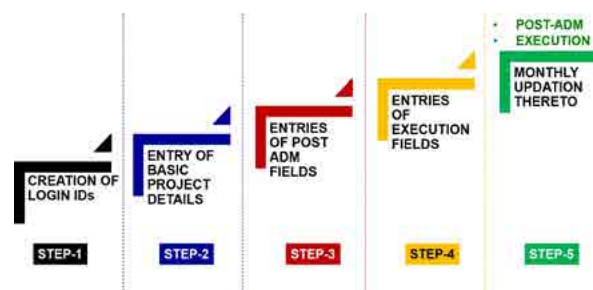 • POST-ADM
• EXECUTION
MONTHLY
UPDATION
THERETO
ENTRIES
OF
EXECUTION
FIELDS
ENTRIES
OF POST
ADM
FIELDS
ENTRY OF
BASIC
PROJECT
DETAILS
CREATION OF
LOGIN IDs
STEP-1
STEP-2
STEP-3
STEP-4
STEP-5